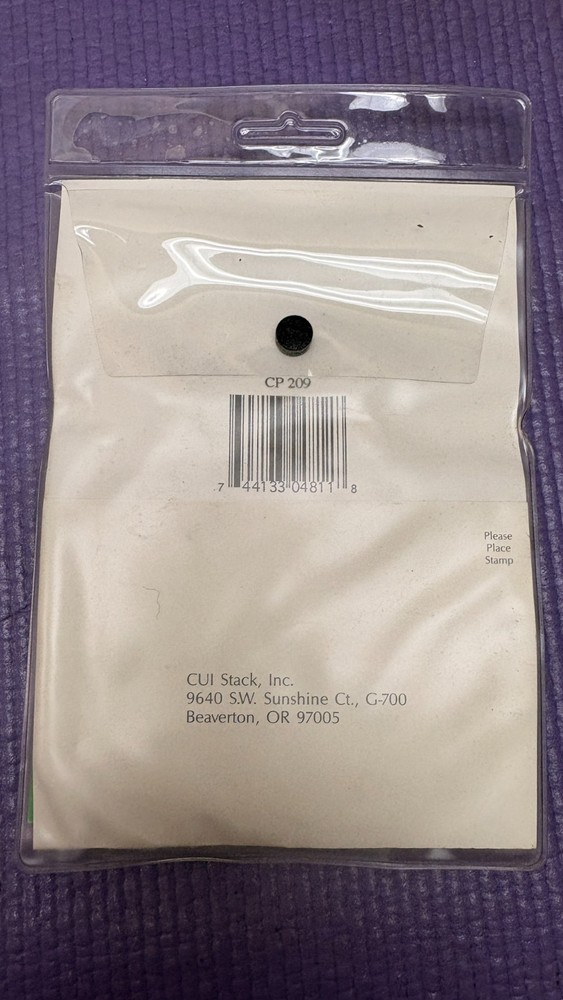 CP 209
7 44133 04811 8
Please
Place
Stamp
CUI Stack, Inc.
9640 S.W. Sunshine Ct., G-700
Beaverton, OR 97005